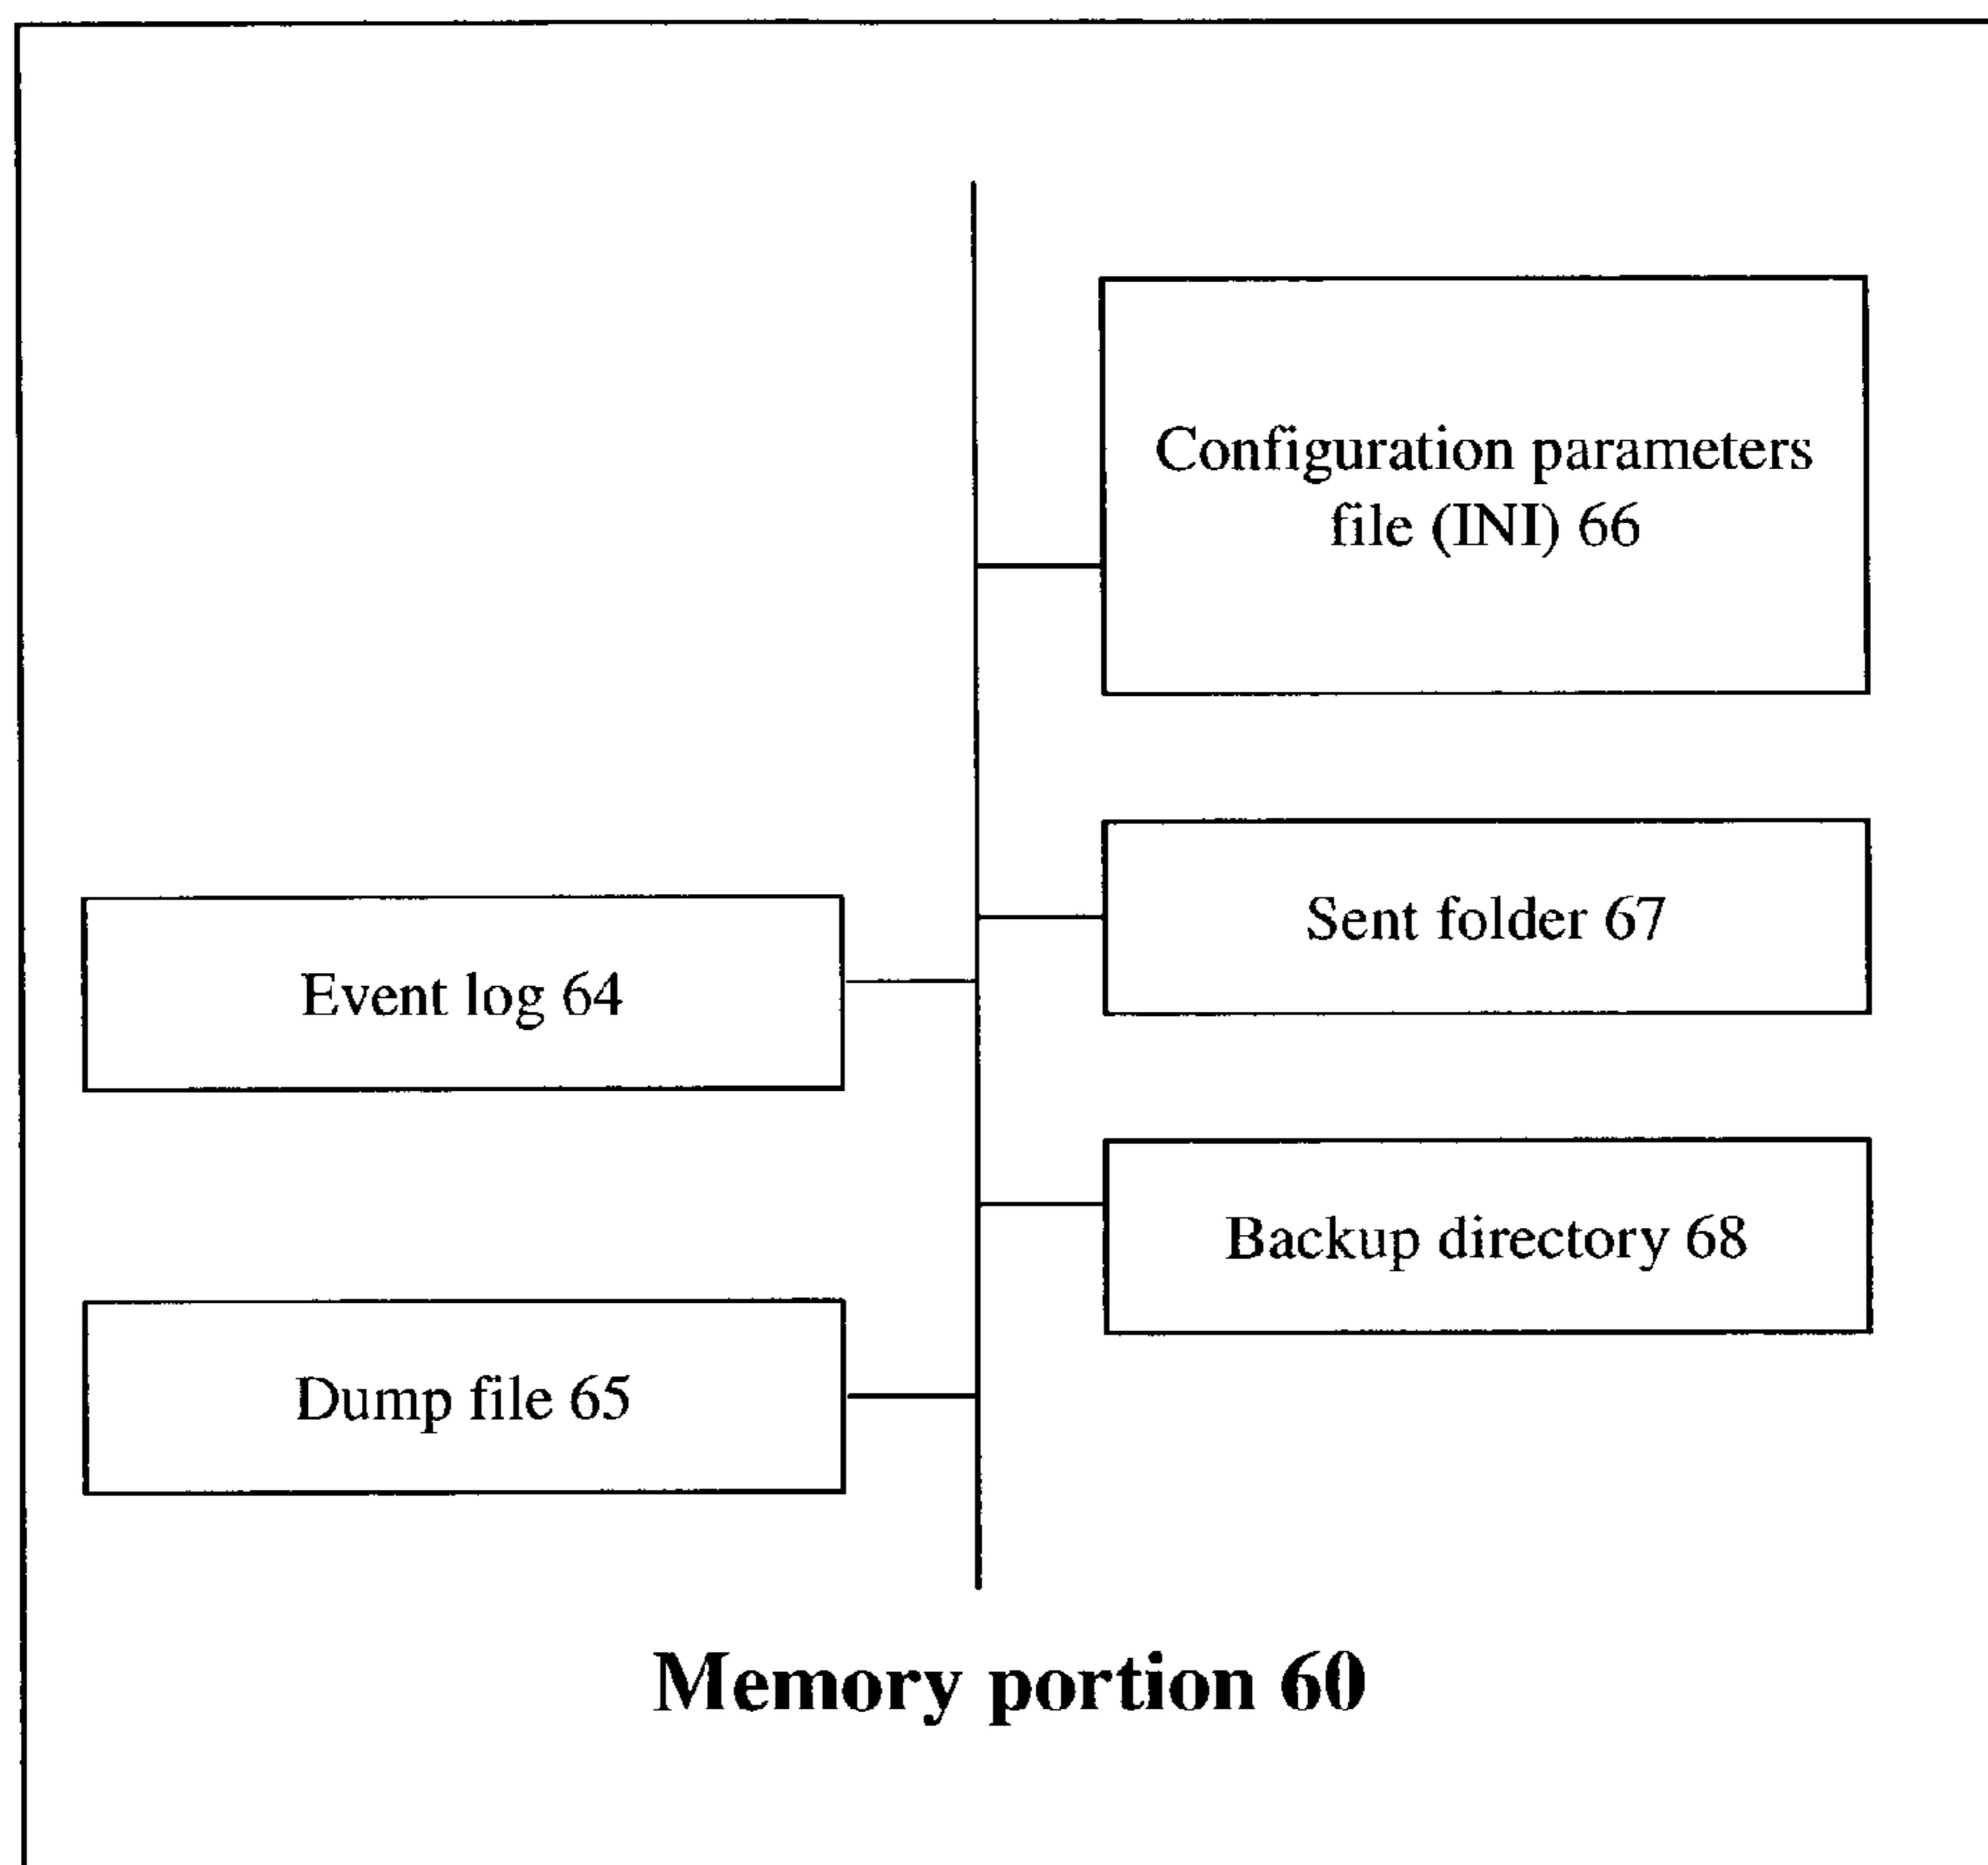 Configuration parameters
file (INI) 66
Sent folder 67
Event log 64
Backup directory 68
Dump file 65
Memory portion 60